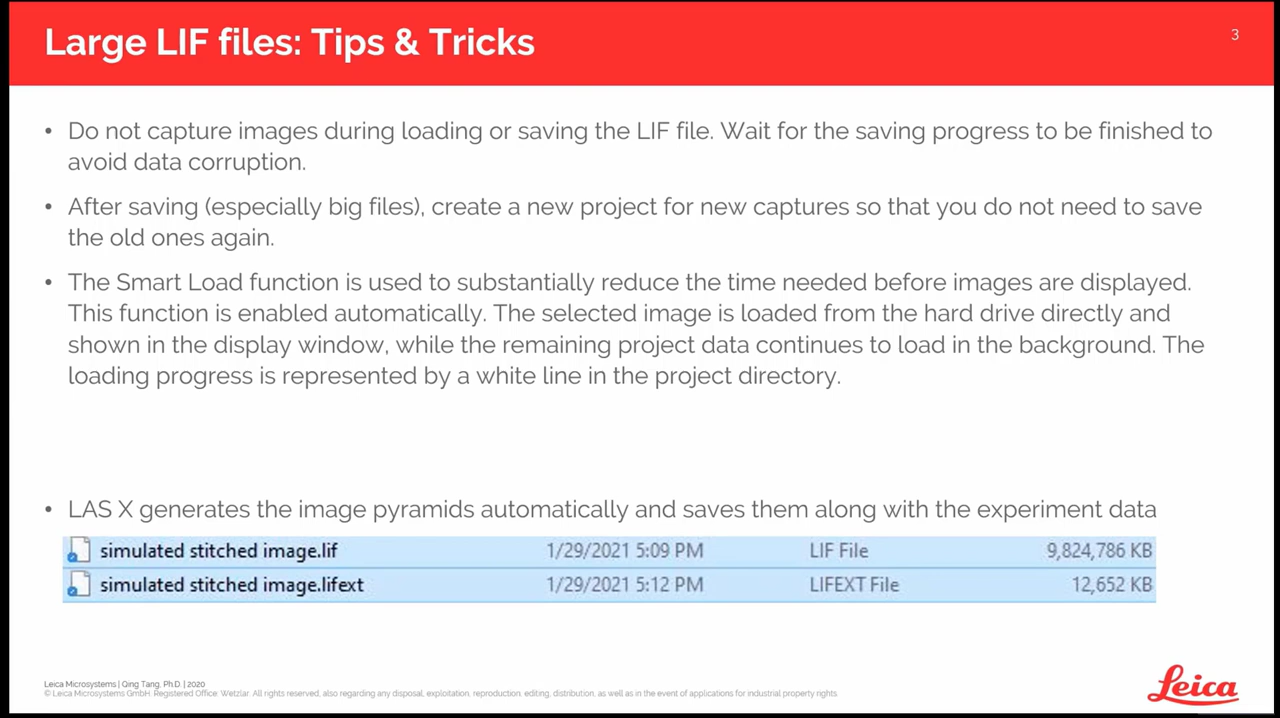 Large LIF files: Tips & Tricks
3
• Do not capture images during loading or saving the LIF file. Wait for the saving progress to be finished to
avoid data corruption.
• After saving (especially big files), create a new project for new captures so that you do not need to save
the old ones again.
• The Smart Load function is used to substantially reduce the time needed before images are displayed.
This function is enabled automatically. The selected image is loaded from the hard drive directly and
shown in the display window, while the remaining project data continues to load in the background. The
loading progress is represented by a white line in the project directory.
• LAS X generates the image pyramids automatically and saves them along with the experiment data
simulated stitched image.lif 1/29/2021 5:09 PM LIF File 9,824,786 KB
simulated stitched image.lifext 1/29/2021 5:12 PM LIFEXT File 12,652 KB
Leica Microsystems | Qing Tang, Ph.D. | 2020
© Leica Microsystems GmbH. Registered Office: Wetzlar. All rights reserved, also regarding any disposal, exploitation, reproduction, editing, distribution, as well as in the event of applications for industrial property rights.
Leica